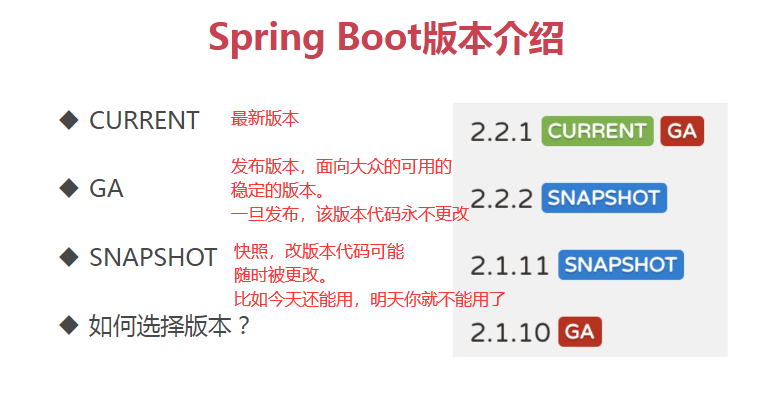 Spring Boot版本介绍
◆ CURRENT
最新版本
◆ GA
发布版本，面向大众的可用的
稳定的版本。
一旦发布，该版本代码永不更改
◆ SNAPSHOT
快照，改版本代码可能
随时被更改。
比如今天还能用，明天你就不能用了
◆ 如何选择版本？
2.2.1 CURRENT GA
2.2.2 SNAPSHOT
2.1.11 SNAPSHOT
2.1.10 GA